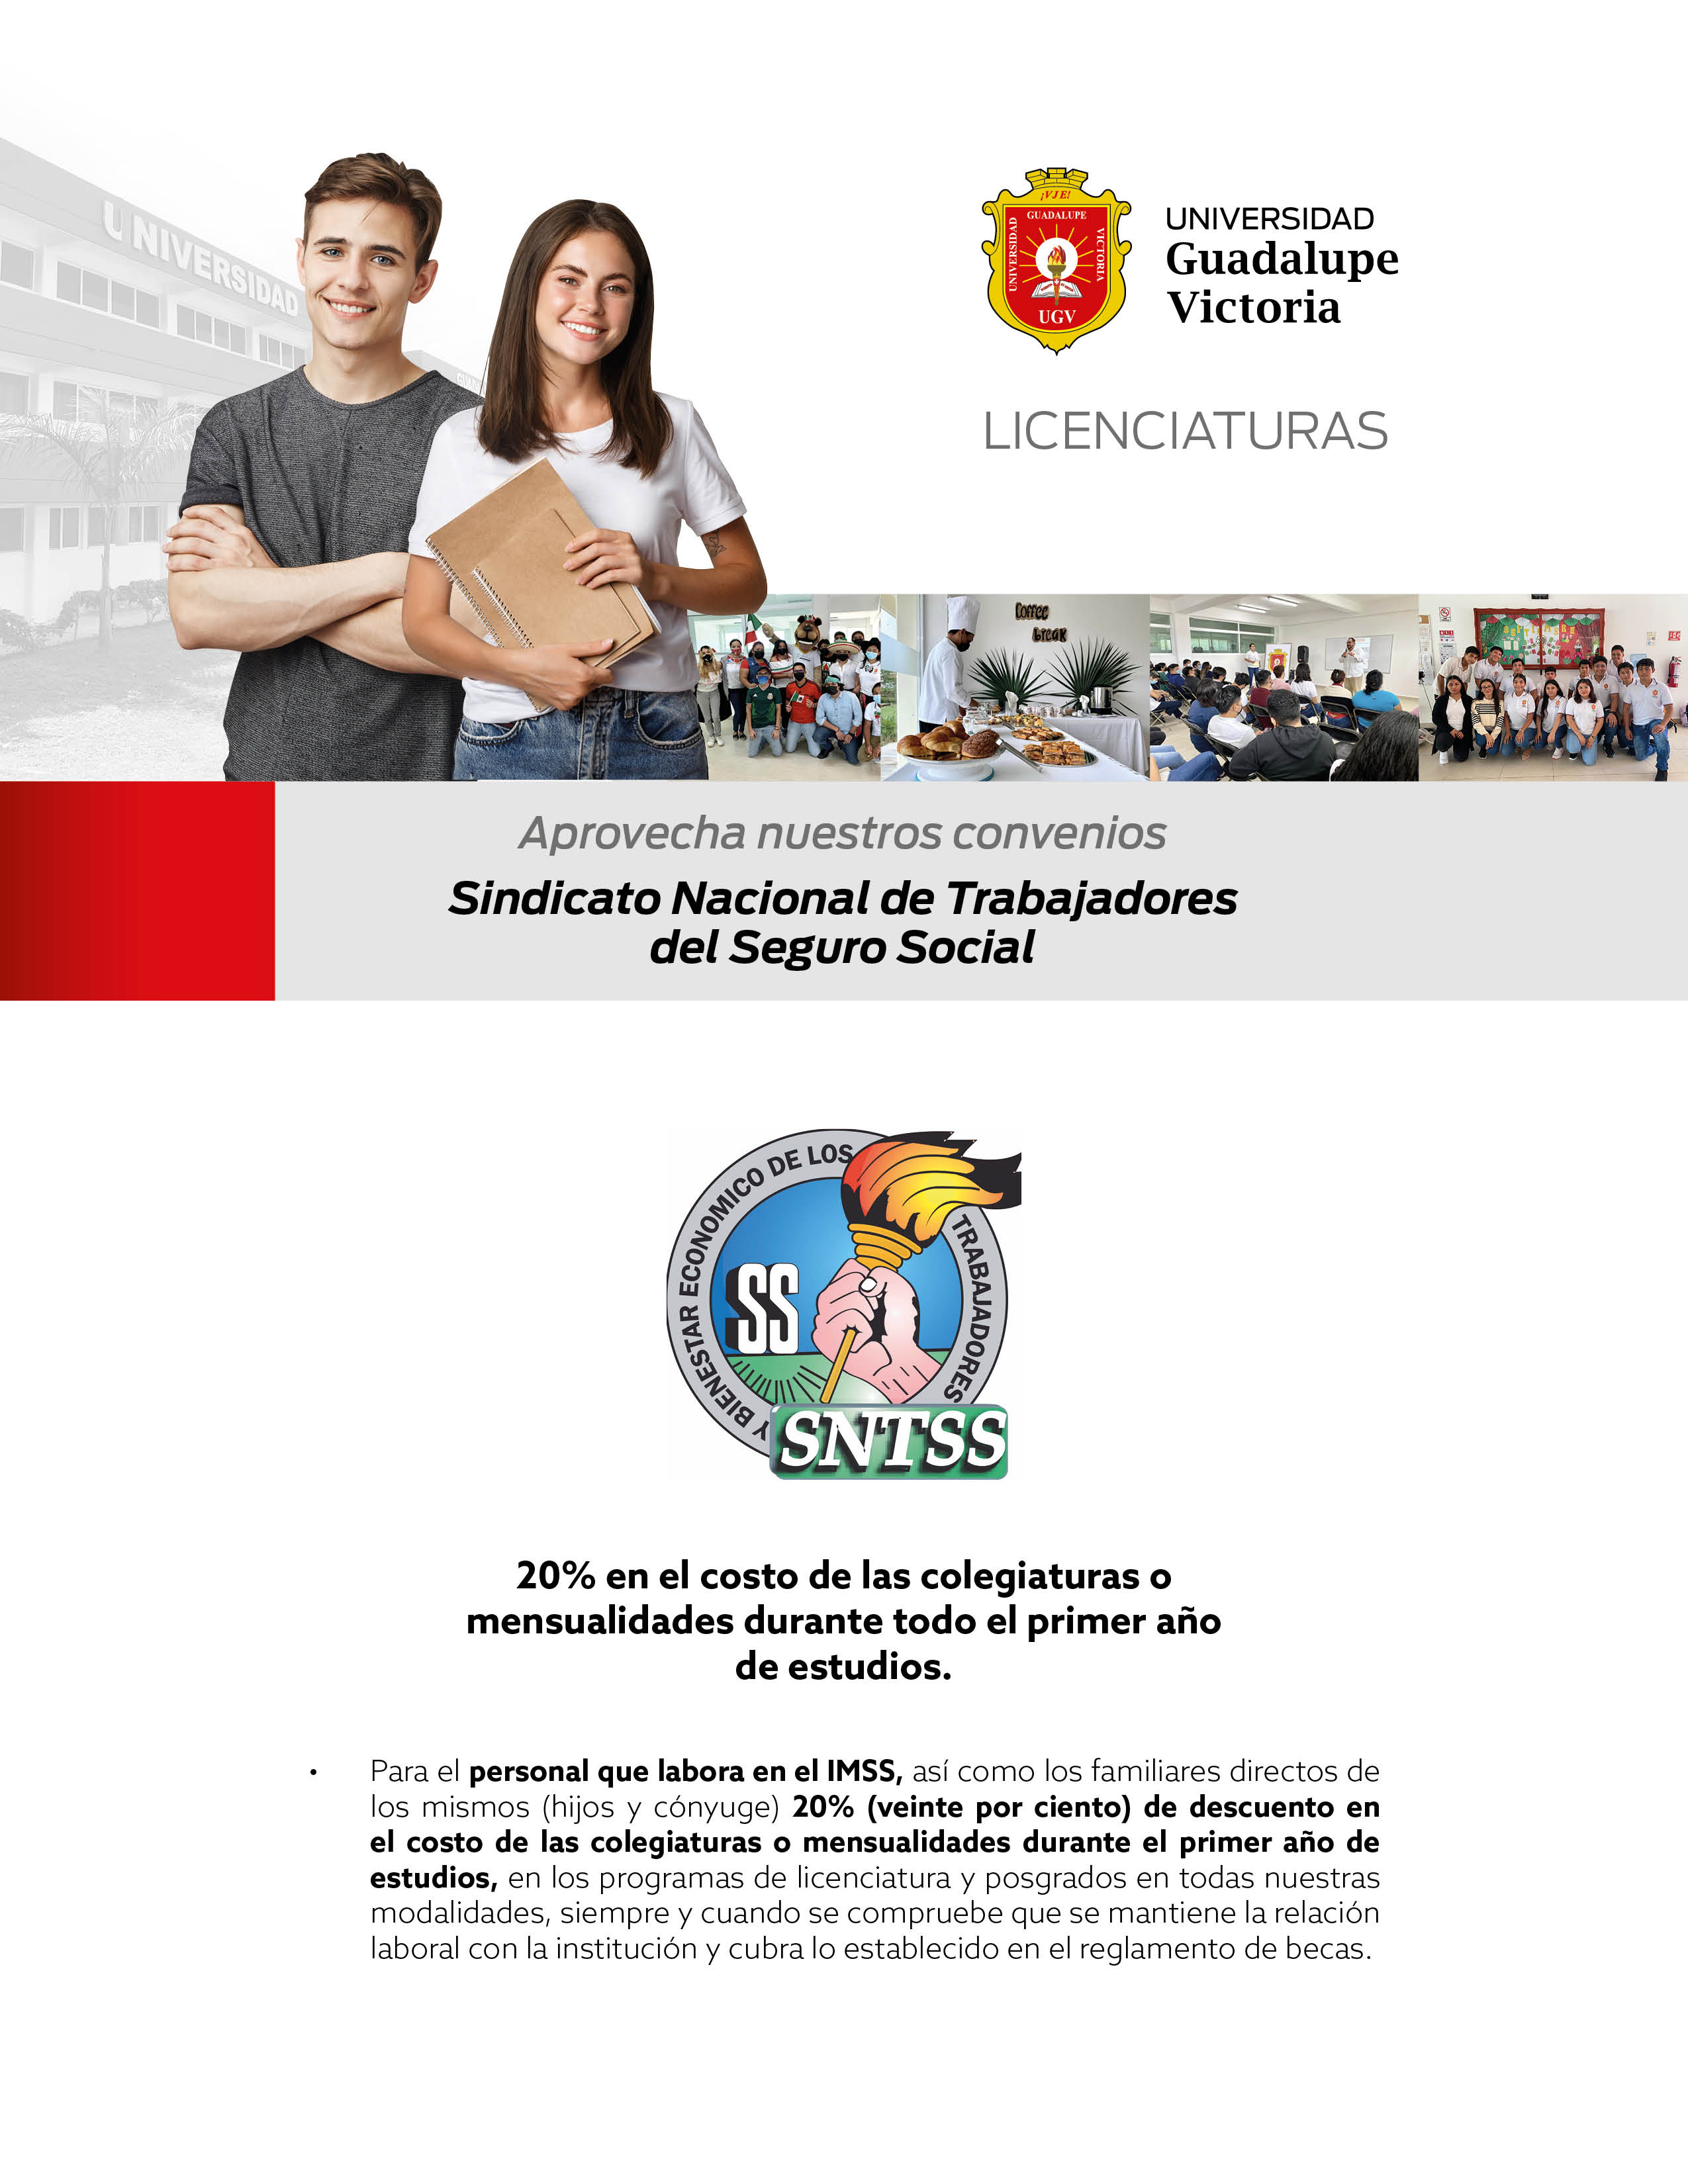 UNIVERSIDAD
¡VJE!
GUADALUPE
UNIVERSIDAD
VICTORIA
UGV
UNIVERSIDAD
Guadalupe
Victoria
LICENCIATURAS
Coffee
break
Aprovecha nuestros convenios
Sindicato Nacional de Trabajadores
del Seguro Social
Y BIENESTAR ECONOMICO DE LOS
TRABAJADORES
SS
SNTSS
20% en el costo de las colegiaturas o
mensualidades durante todo el primer año
de estudios.
• Para el personal que labora en el IMSS, así como los familiares directos de
los mismos (hijos y cónyuge) 20% (veinte por ciento) de descuento en
el costo de las colegiaturas o mensualidades durante el primer año de
estudios, en los programas de licenciatura y posgrados en todas nuestras
modalidades, siempre y cuando se compruebe que se mantiene la relación
laboral con la institución y cubra lo establecido en el reglamento de becas.